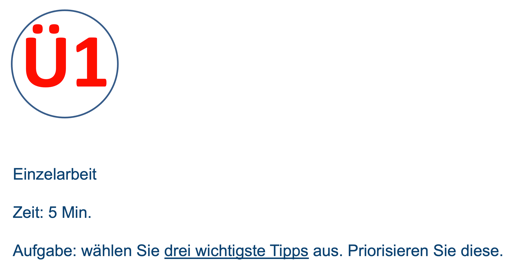 Ü1
Einzelarbeit
Zeit: 5 Min.
Aufgabe: wählen Sie drei wichtigste Tipps aus. Priorisieren Sie diese.